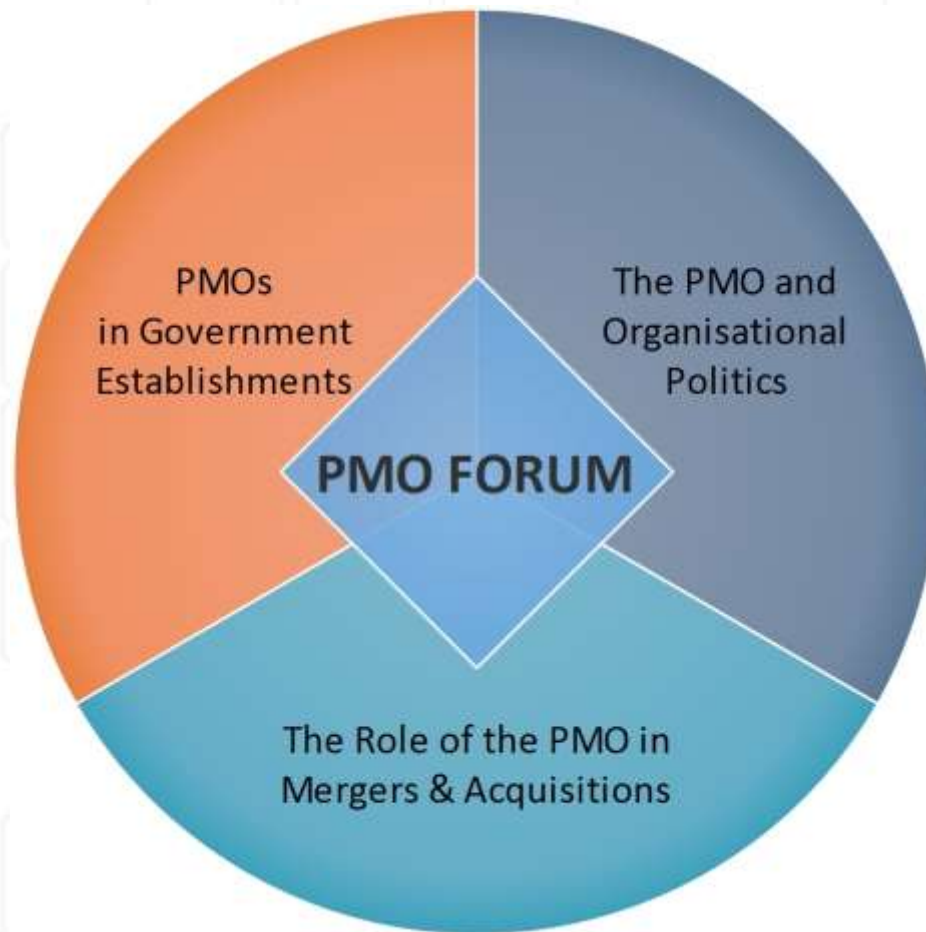 PMOs
in Government
Establishments
The PMO and
Organisational
Politics
PMO FORUM
The Role of the PMO in
Mergers & Acquisitions